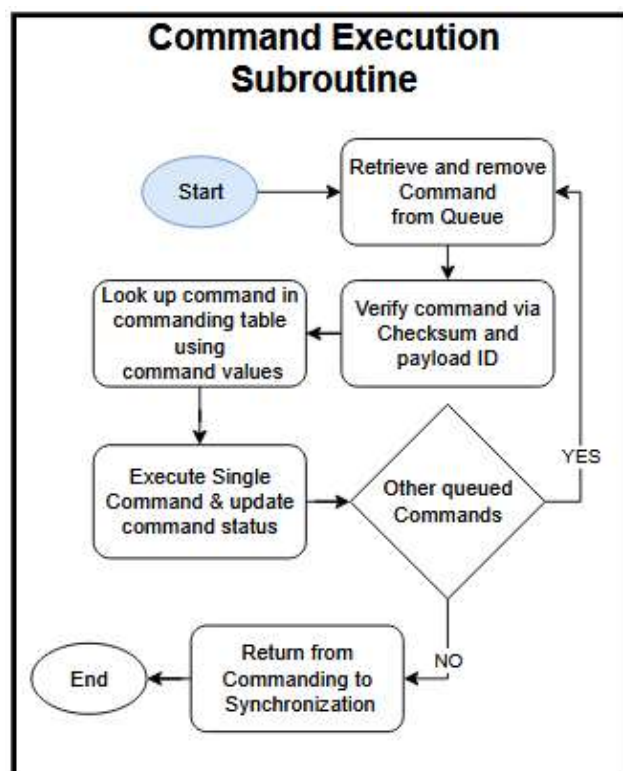 Command Execution
Subroutine
Start
Retrieve and remove
Command
from Queue
Verify command via
Checksum and
payload ID
Look up command in
commanding table
using
command values
Execute Single
Command & update
command status
Other queued
Commands
YES
NO
Return from
Commanding to
Synchronization
End